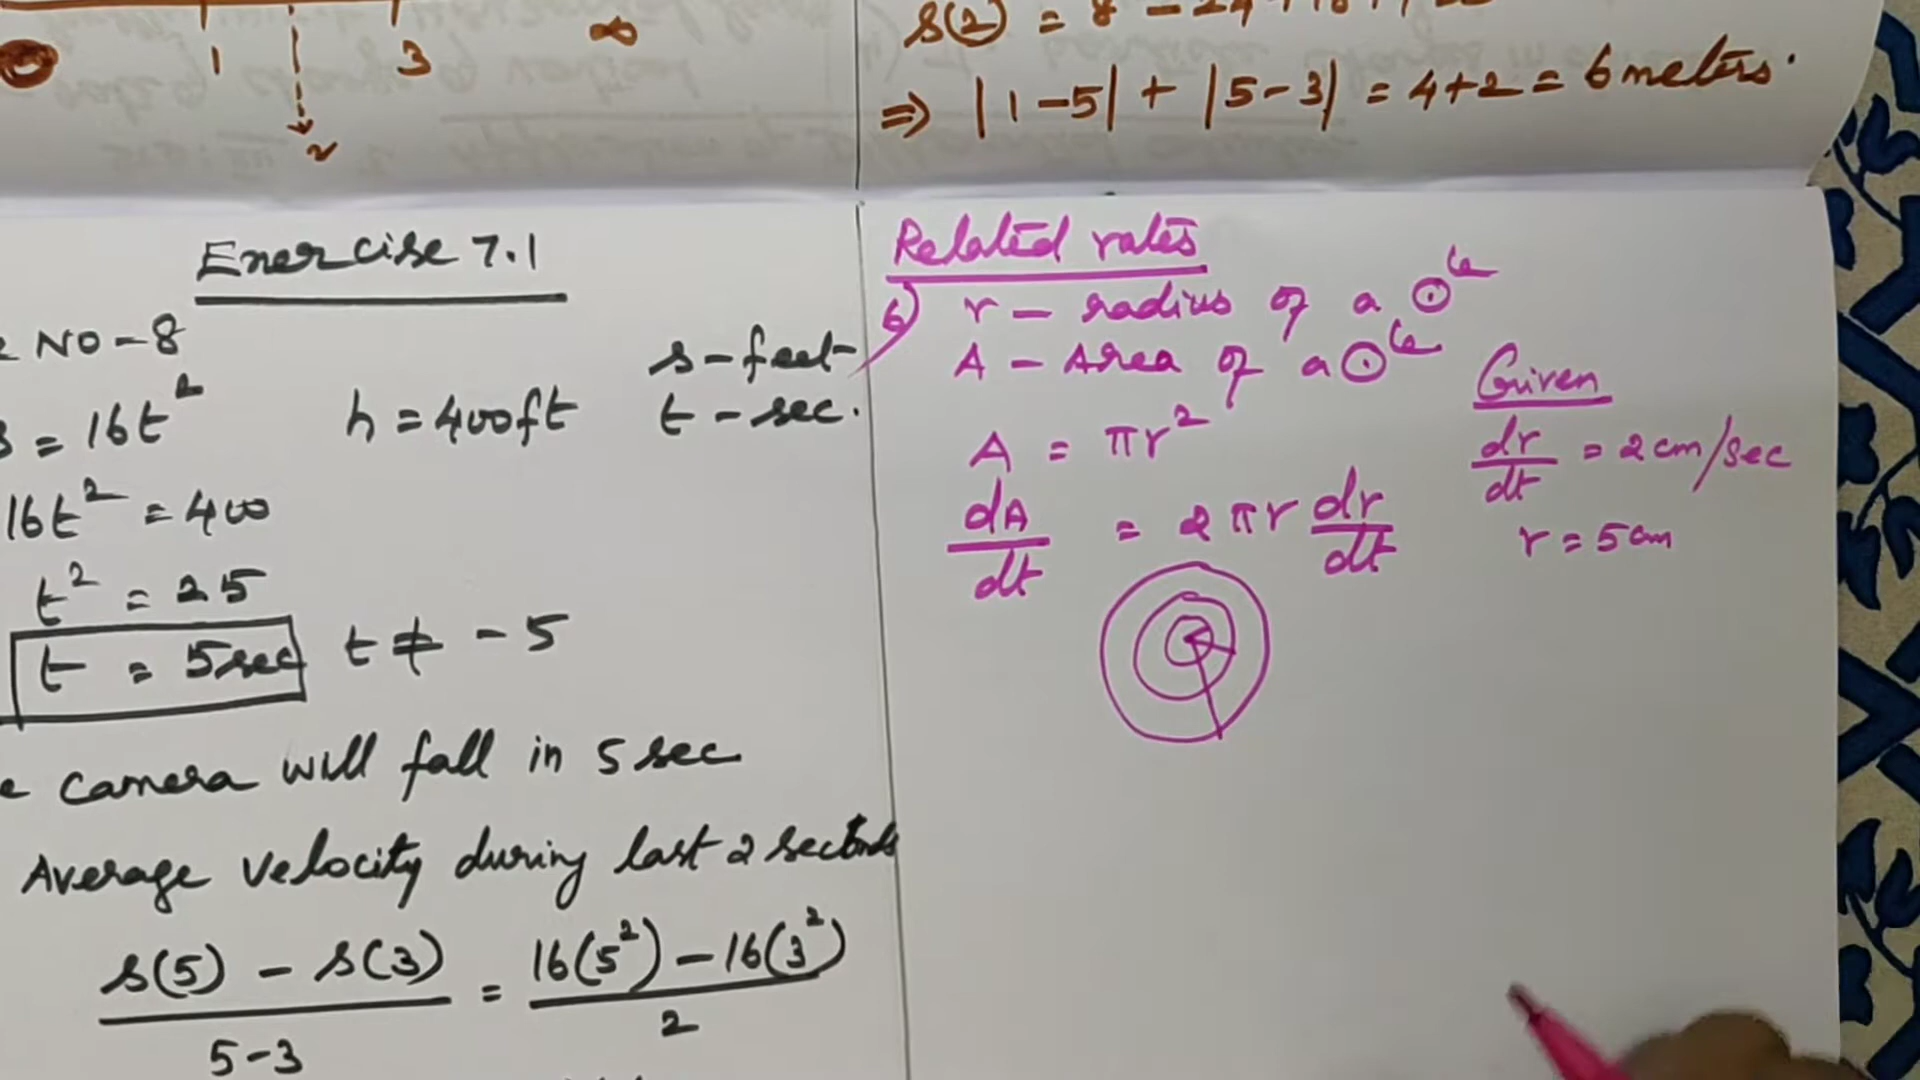 1 3 ∞
2
s(2) = 8 -
⇒ |1-5| + |5-3| = 4+2 = 6 meters.
Exercise 7.1
NO-8
s = 16t² h = 400ft s-feet
t - sec.
16t² = 400
t² = 25
t = 5sec t ≠ -5
camera will fall in 5 sec
Average velocity during last 2 seconds
s(5) - s(3) / 5-3 = 16(5²) - 16(3²) / 2
Related rates
6) r - radius of a ⊙le
A - Area of a ⊙le
Given
A = πr²
dr/dt = 2cm/sec
dA/dt = 2πr dr/dt
r = 5cm